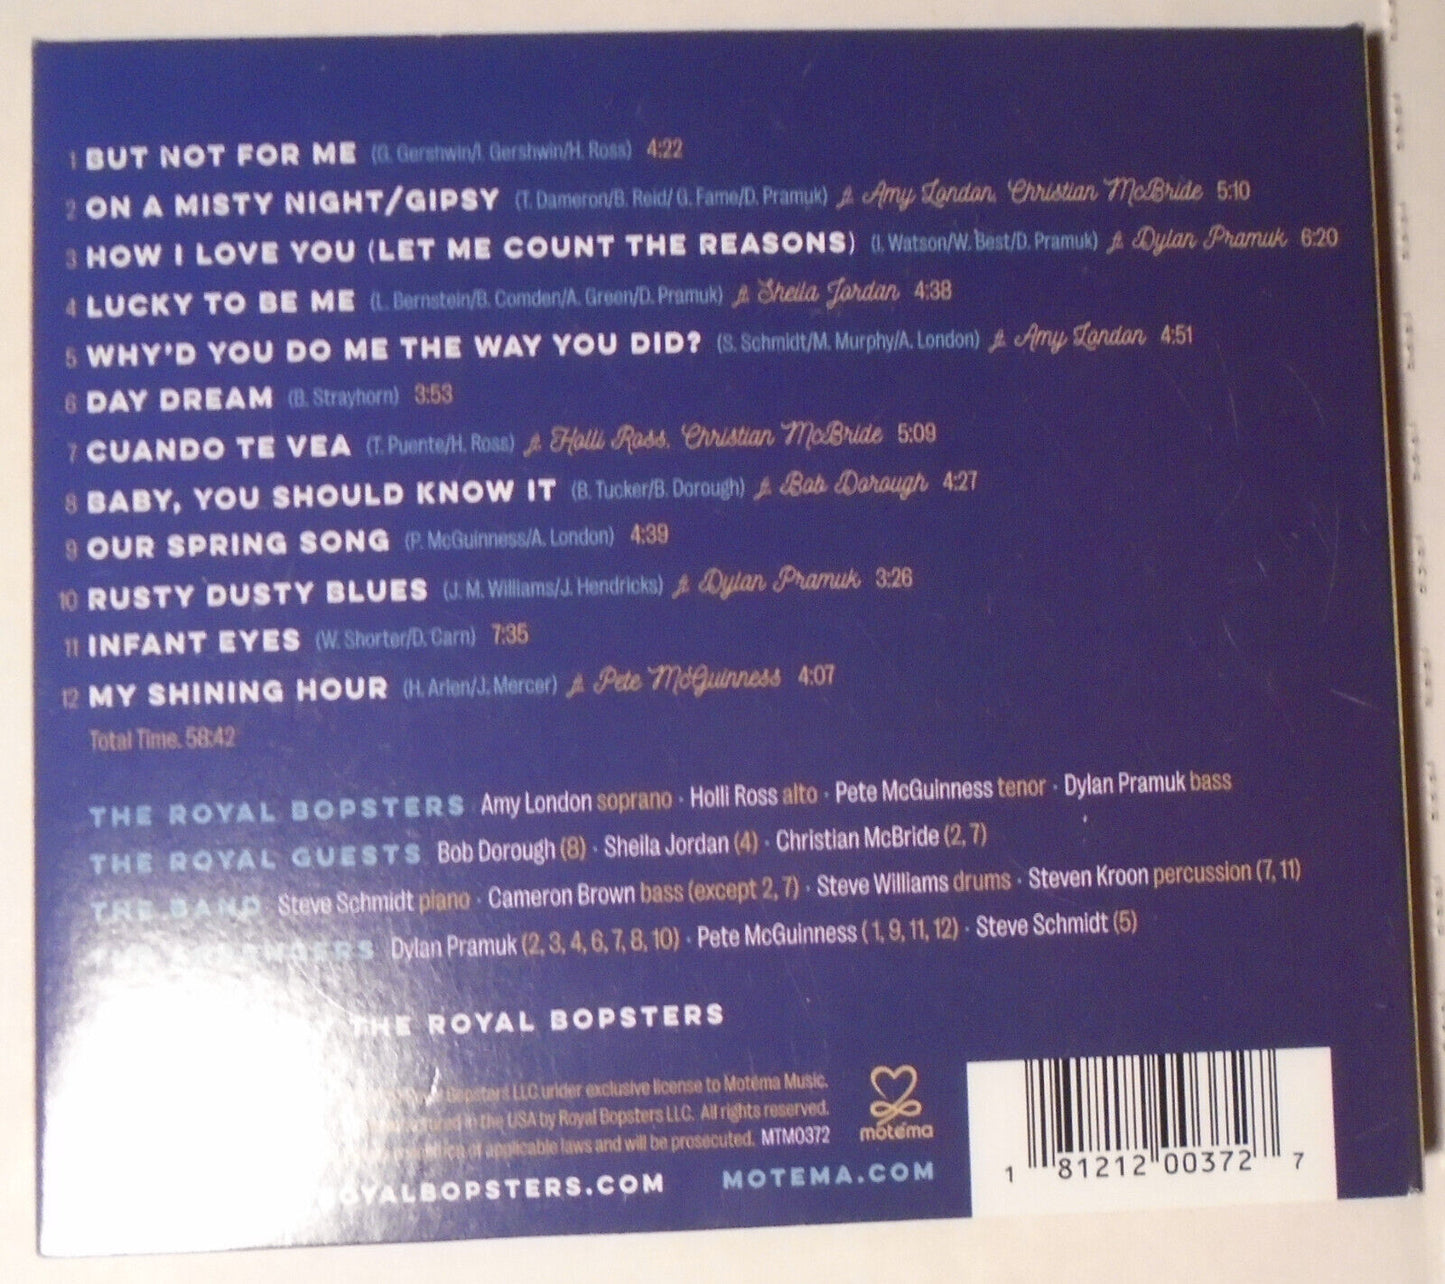 1 BUT NOT FOR ME (G. Gershwin/I. Gershwin/H. Ross) 4:22
2 ON A MISTY NIGHT/GIPSY (T. Dameron/B. Reid/ G. Fame/D. Pramuk) Amy London, Christian McBride 5:10
3 HOW I LOVE YOU (LET ME COUNT THE REASONS) (I. Watson/W. Best/D. Pramuk) Dylan Pramuk 6:20
4 LUCKY TO BE ME (L. Bernstein/B. Comden/A. Green/D. Pramuk) Sheila Jordan 4:38
5 WHY'D YOU DO ME THE WAY YOU DID? (S. Schmidt/M. Murphy/A. London) Amy London 4:51
6 DAY DREAM (B. Strayhorn) 3:53
7 CUANDO TE VEA (T. Puente/H. Ross) Holli Ross, Christian McBride 5:09
8 BABY, YOU SHOULD KNOW IT (B. Tucker/B. Dorough) Bob Dorough 4:27
9 OUR SPRING SONG (P. McGuinness/A. London) 4:39
10 RUSTY DUSTY BLUES (J. M. Williams/J. Hendricks) Dylan Pramuk 3:26
11 INFANT EYES (W. Shorter/D. Carn) 7:35
12 MY SHINING HOUR (H. Arlen/J. Mercer) Pete McGuinness 4:07
Total Time. 58:42
THE ROYAL BOPSTERS Amy London soprano · Holli Ross alto · Pete McGuinness tenor · Dylan Pramuk bass
THE ROYAL GUESTS Bob Dorough (8) · Sheila Jordan (4) · Christian McBride (2, 7)
THE BAND Steve Schmidt piano · Cameron Brown bass (except 2, 7) · Steve Williams drums · Steven Kroon percussion (7, 11)
Dylan Pramuk (2, 3, 4, 6, 7, 8, 10) · Pete McGuinness (1, 9, 11, 12) · Steve Schmidt (5)
THE ROYAL BOPSTERS
Bopsters LLC under exclusive license to Motéma Music.
in the USA by Royal Bopsters LLC. All rights reserved.
of applicable laws and will be prosecuted. MTM0372
motéma
OYALBOPSTERS.COM MOTEMA.COM
1 81212 00372 7